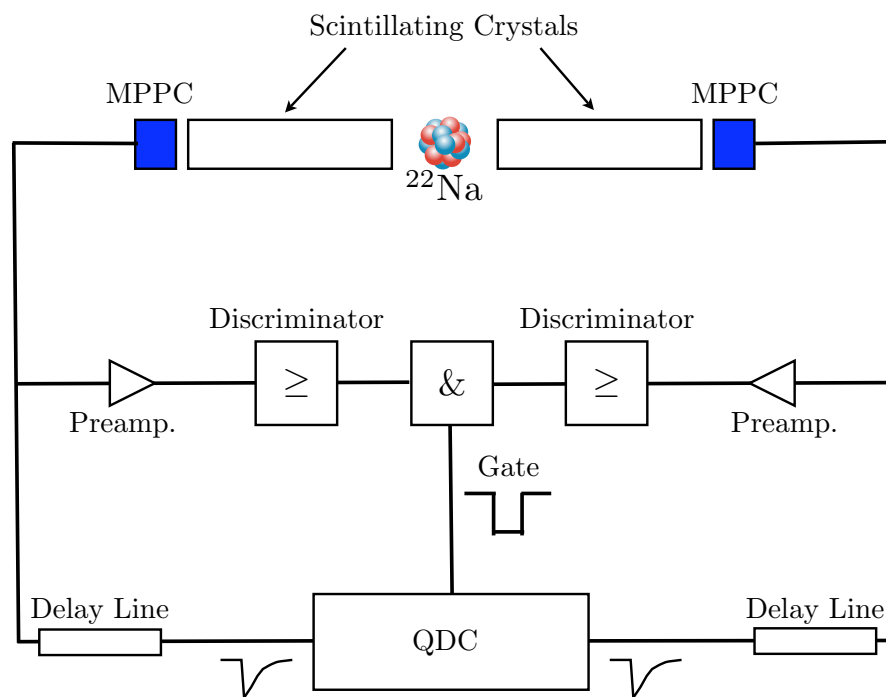 Scintillating Crystals
MPPC
MPPC
²²Na
Discriminator
Discriminator
≥
&
≥
Preamp.
Preamp.
Gate
Delay Line
Delay Line
QDC